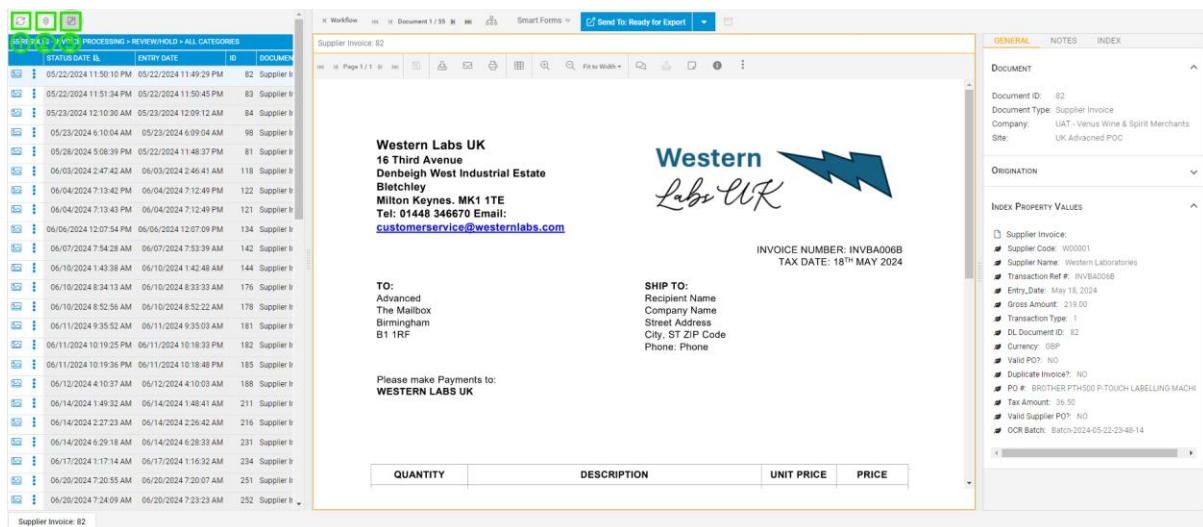 Workflow
Document 1 / 55
Smart Forms
Send To: Ready for Export
PROCESSING > REVIEW/HOLD > ALL CATEGORIES
STATUS DATE ENTRY DATE ID DOCUMEN
05/22/2024 11:50:10 PM 05/22/2024 11:49:29 PM 82 Supplier In
05/22/2024 11:51:34 PM 05/22/2024 11:50:45 PM 83 Supplier In
05/23/2024 12:10:30 AM 05/23/2024 12:09:12 AM 84 Supplier In
05/23/2024 6:10:04 AM 05/23/2024 6:09:04 AM 98 Supplier In
05/28/2024 5:08:39 PM 05/22/2024 11:48:37 PM 81 Supplier In
06/03/2024 2:47:42 AM 06/03/2024 2:46:41 AM 118 Supplier In
06/04/2024 7:13:42 PM 06/04/2024 7:12:49 PM 122 Supplier In
06/04/2024 7:13:43 PM 06/04/2024 7:12:49 PM 121 Supplier In
06/06/2024 12:07:54 PM 06/06/2024 12:07:09 PM 134 Supplier In
06/07/2024 7:54:28 AM 06/07/2024 7:53:39 AM 142 Supplier In
06/10/2024 1:43:38 AM 06/10/2024 1:42:48 AM 144 Supplier In
06/10/2024 8:34:13 AM 06/10/2024 8:33:33 AM 176 Supplier In
06/10/2024 8:52:56 AM 06/10/2024 8:52:22 AM 178 Supplier In
06/11/2024 9:35:52 AM 06/11/2024 9:35:03 AM 181 Supplier In
06/11/2024 10:19:25 PM 06/11/2024 10:18:33 PM 182 Supplier In
06/11/2024 10:19:36 PM 06/11/2024 10:18:48 PM 185 Supplier In
06/12/2024 4:10:37 AM 06/12/2024 4:10:03 AM 188 Supplier In
06/14/2024 1:49:32 AM 06/14/2024 1:48:41 AM 211 Supplier In
06/14/2024 2:27:23 AM 06/14/2024 2:26:42 AM 216 Supplier In
06/14/2024 6:29:18 AM 06/14/2024 6:28:33 AM 231 Supplier In
06/17/2024 1:17:14 AM 06/17/2024 1:16:32 AM 234 Supplier In
06/20/2024 7:20:55 AM 06/20/2024 7:20:07 AM 251 Supplier In
06/20/2024 7:24:09 AM 06/20/2024 7:23:23 AM 252 Supplier In
Supplier Invoice: 82
Supplier Invoice: 82
Page 1 / 1
Fit to Width
Western Labs UK
16 Third Avenue
Denbeigh West Industrial Estate
Bletchley
Milton Keynes. MK1 1TE
Tel: 01448 346670 Email:
customerservice@westernlabs.com
Western
Labs UK
INVOICE NUMBER: INVBA006B
TAX DATE: 18TH MAY 2024
TO:
Advanced
The Mailbox
Birmingham
B1 1RF
SHIP TO:
Recipient Name
Company Name
Street Address
City, ST ZIP Code
Phone: Phone
Please make Payments to:
WESTERN LABS UK
QUANTITY DESCRIPTION UNIT PRICE PRICE
GENERAL NOTES INDEX
DOCUMENT
Document ID: 82
Document Type: Supplier Invoice
Company: UAT - Venus Wine & Spirit Merchants
Site: UK Advacned POC
ORIGINATION
INDEX PROPERTY VALUES
Supplier Invoice:
Supplier Code: W00001
Supplier Name: Western Laboratories
Transaction Ref #: INVBA006B
Entry_Date: May 18, 2024
Gross Amount: 219.00
Transaction Type: 1
DL Document ID: 82
Currency: GBP
Valid PO?: NO
Duplicate Invoice?: NO
PO #: BROTHER PTH500 P-TOUCH LABELLING MACHI
Tax Amount: 36.50
Valid Supplier PO?: NO
OCR Batch: Batch-2024-05-22-23-48-14